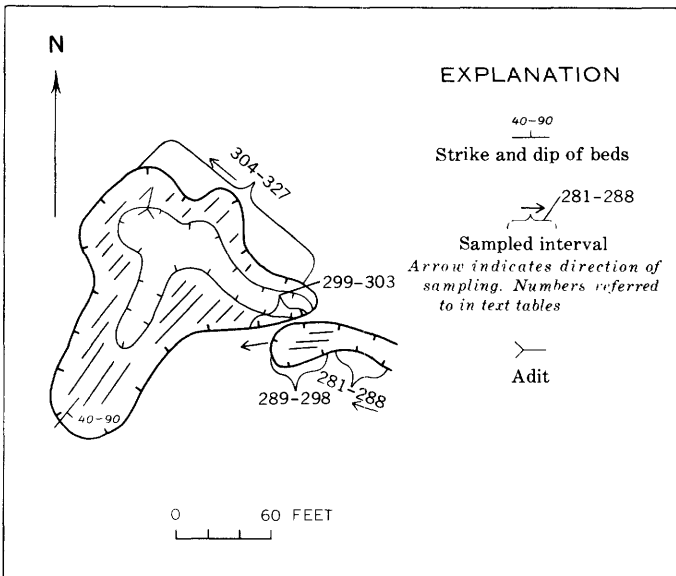 N
304-327
299-303
289-298
281-288
40-90
0 60 FEET
EXPLANATION
40-90
Strike and dip of beds
281-288
Sampled interval
Arrow indicates direction of
sampling. Numbers referred
to in text tables
Adit